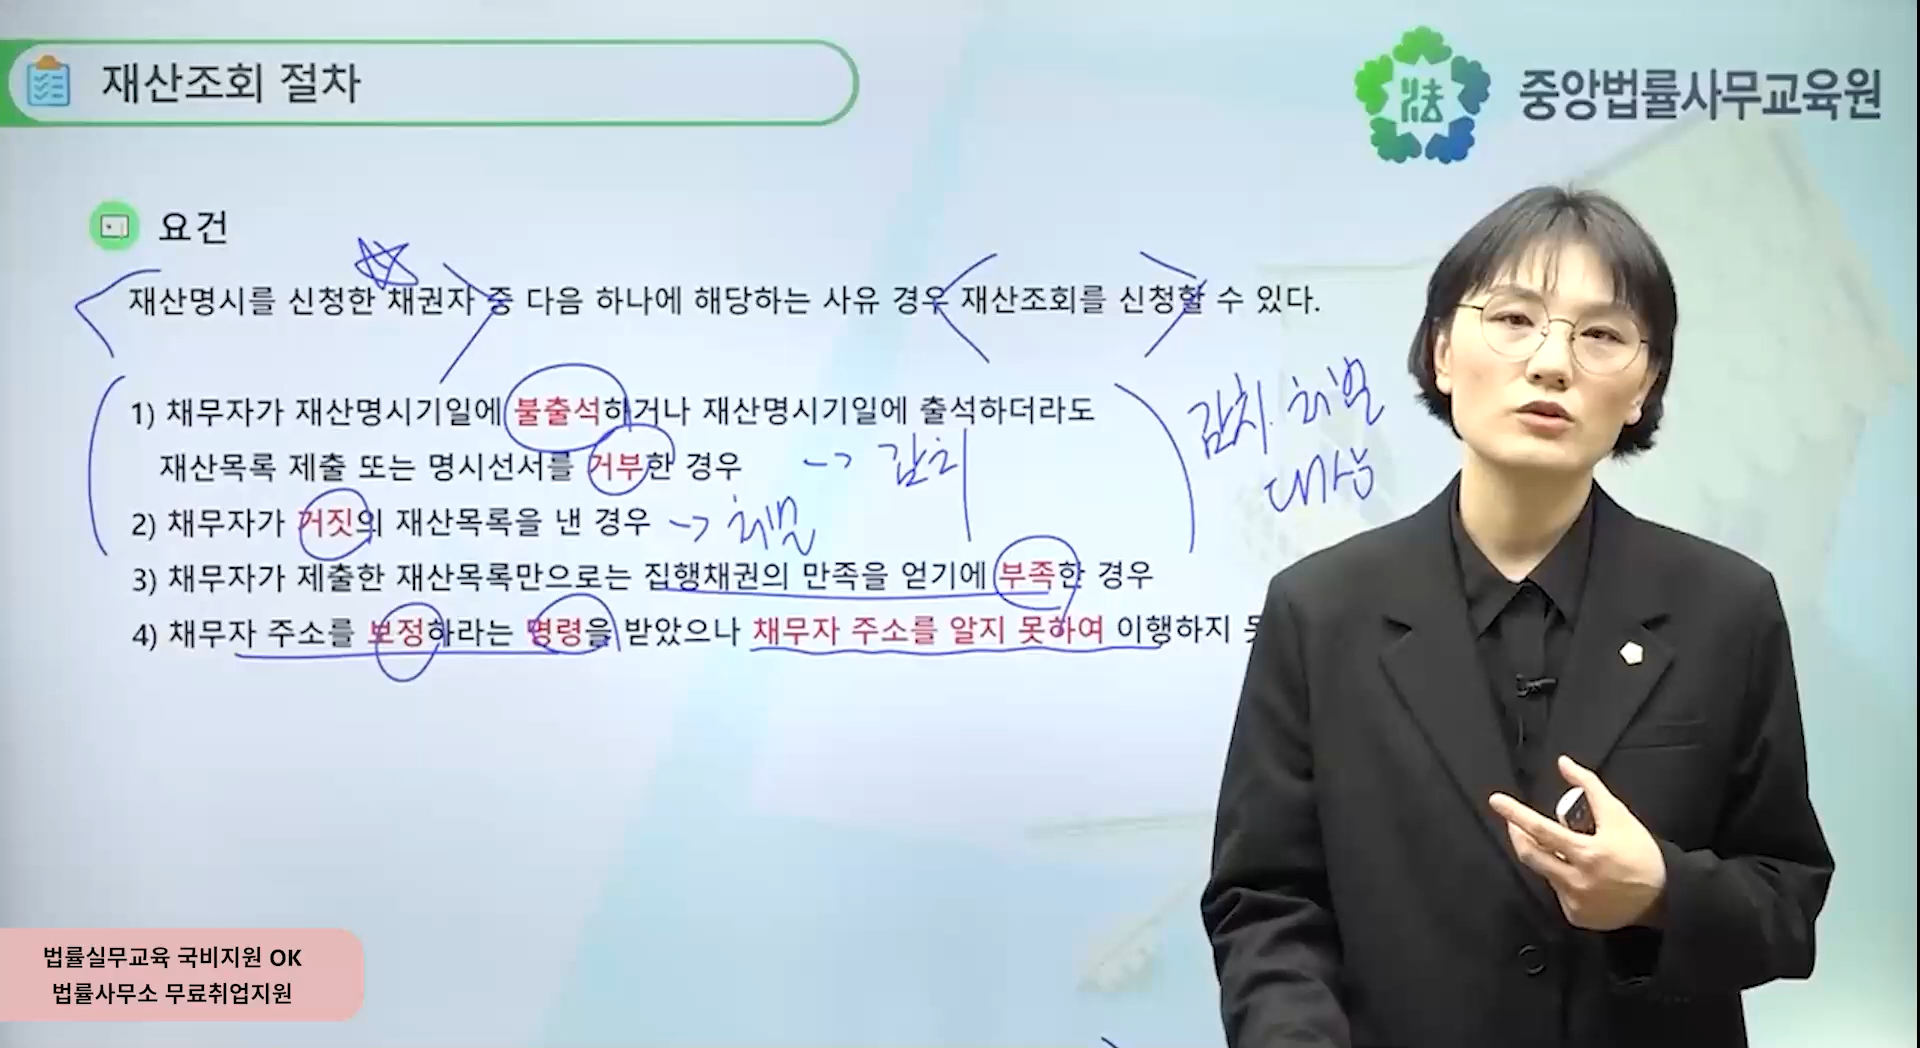 재산조회 절차
法
중앙법률사무교육원
요건
재산명시를 신청한 채권자 중 다음 하나에 해당하는 사유 경우 재산조회를 신청할 수 있다.
1) 채무자가 재산명시기일에 불출석하거나 재산명시기일에 출석하더라도
재산목록 제출 또는 명시선서를 거부한 경우 -> 감치
감치. 처벌
대상
2) 채무자가 거짓의 재산목록을 낸 경우 -> 처벌
3) 채무자가 제출한 재산목록만으로는 집행채권의 만족을 얻기에 부족한 경우
4) 채무자 주소를 보정하라는 명령을 받았으나 채무자 주소를 알지 못하여 이행하지 못
법률실무교육 국비지원 OK
법률사무소 무료취업지원